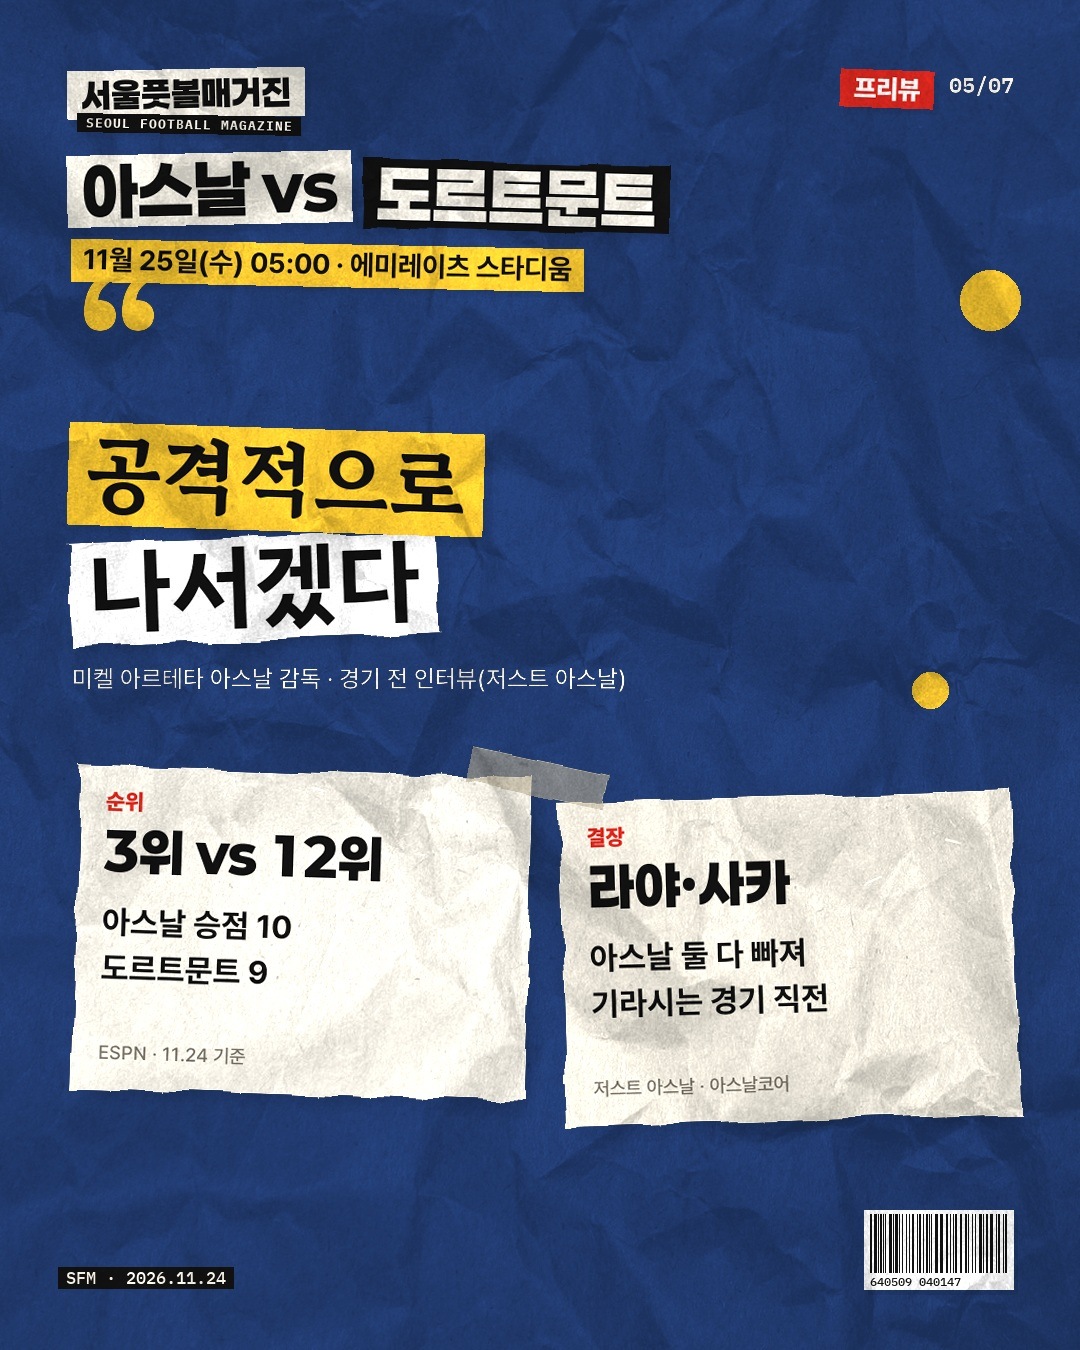 서울풋볼매거진
SEOUL FOOTBALL MAGAZINE
프리뷰 05/07
아스날 vs 도르트문트
11월 25일(수) 05:00 · 에미레이츠 스타디움
“
공격적으로
나서겠다
미켈 아르테타 아스날 감독 · 경기 전 인터뷰(저스트 아스날)
순위
3위 vs 12위
아스날 승점 10
도르트문트 9
ESPN · 11.24 기준
결장
라야·사카
아스날 둘 다 빠져
기라시는 경기 직전
저스트 아스날 · 아스날코어
SFM · 2026.11.24
640509 040147